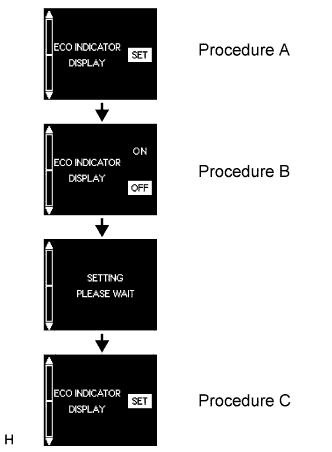 ECO INDICATOR
DISPLAY
SET
Procedure A
ON
ECO INDICATOR
DISPLAY
OFF
Procedure B
SETTING
PLEASE WAIT
ECO INDICATOR
DISPLAY
SET
Procedure C
H